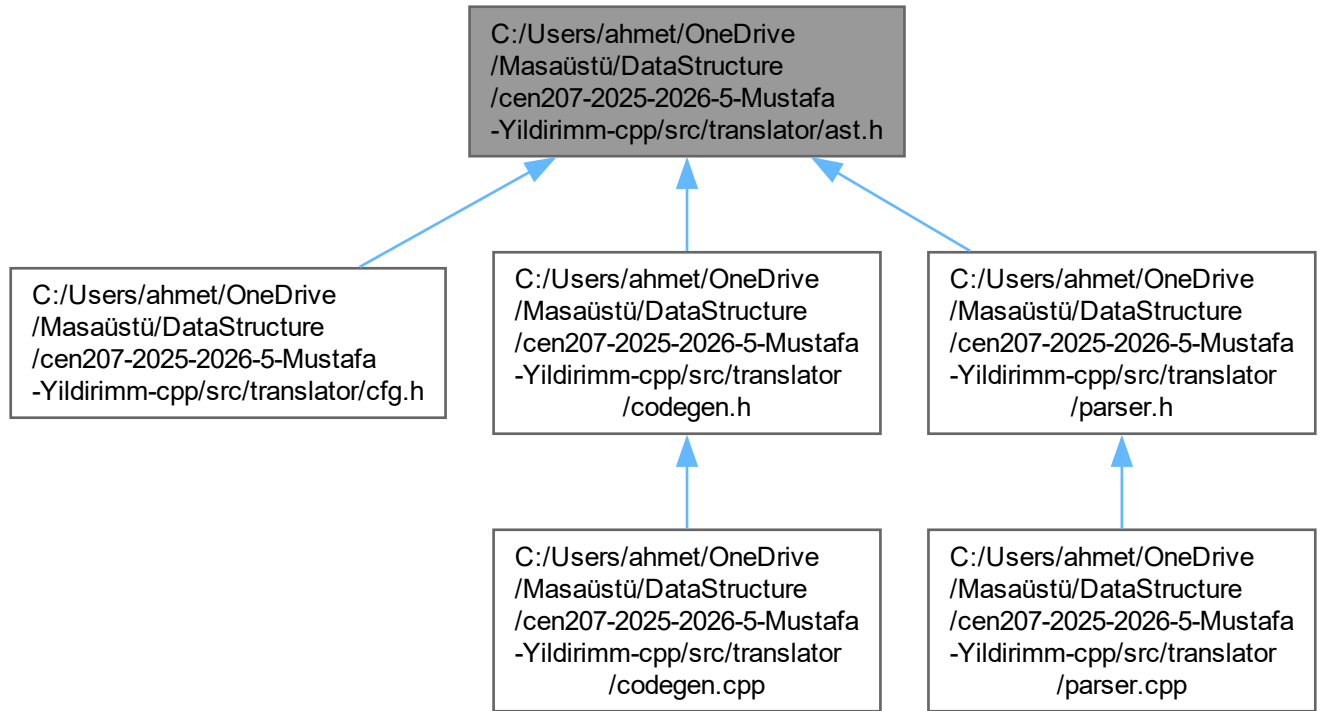 C:/Users/ahmet/OneDrive
/Masaüstü/DataStructure
/cen207-2025-2026-5-Mustafa
-Yildirimm-cpp/src/translator/ast.h
C:/Users/ahmet/OneDrive
/Masaüstü/DataStructure
/cen207-2025-2026-5-Mustafa
-Yildirimm-cpp/src/translator/cfg.h
C:/Users/ahmet/OneDrive
/Masaüstü/DataStructure
/cen207-2025-2026-5-Mustafa
-Yildirimm-cpp/src/translator
/codegen.h
C:/Users/ahmet/OneDrive
/Masaüstü/DataStructure
/cen207-2025-2026-5-Mustafa
-Yildirimm-cpp/src/translator
/parser.h
C:/Users/ahmet/OneDrive
/Masaüstü/DataStructure
/cen207-2025-2026-5-Mustafa
-Yildirimm-cpp/src/translator
/codegen.cpp
C:/Users/ahmet/OneDrive
/Masaüstü/DataStructure
/cen207-2025-2026-5-Mustafa
-Yildirimm-cpp/src/translator
/parser.cpp